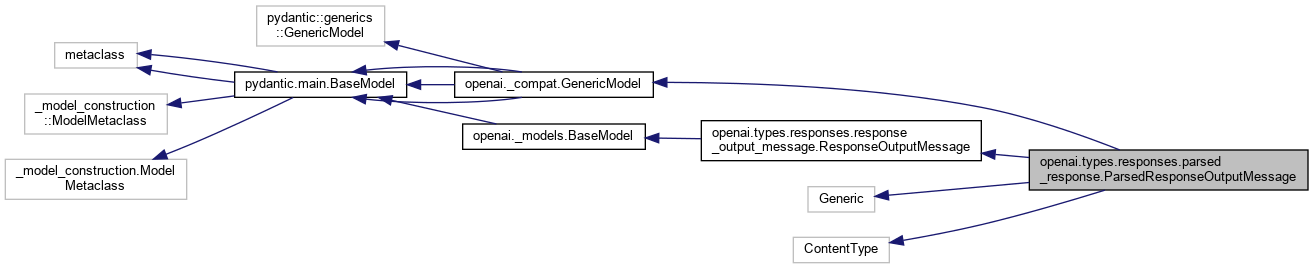 pydantic::generics
::GenericModel
metaclass
pydantic.main.BaseModel
openai._compat.GenericModel
_model_construction
::ModelMetaclass
openai._models.BaseModel
openai.types.responses.response
_output_message.ResponseOutputMessage
_model_construction.Model
Metaclass
openai.types.responses.parsed
_response.ParsedResponseOutputMessage
Generic
ContentType